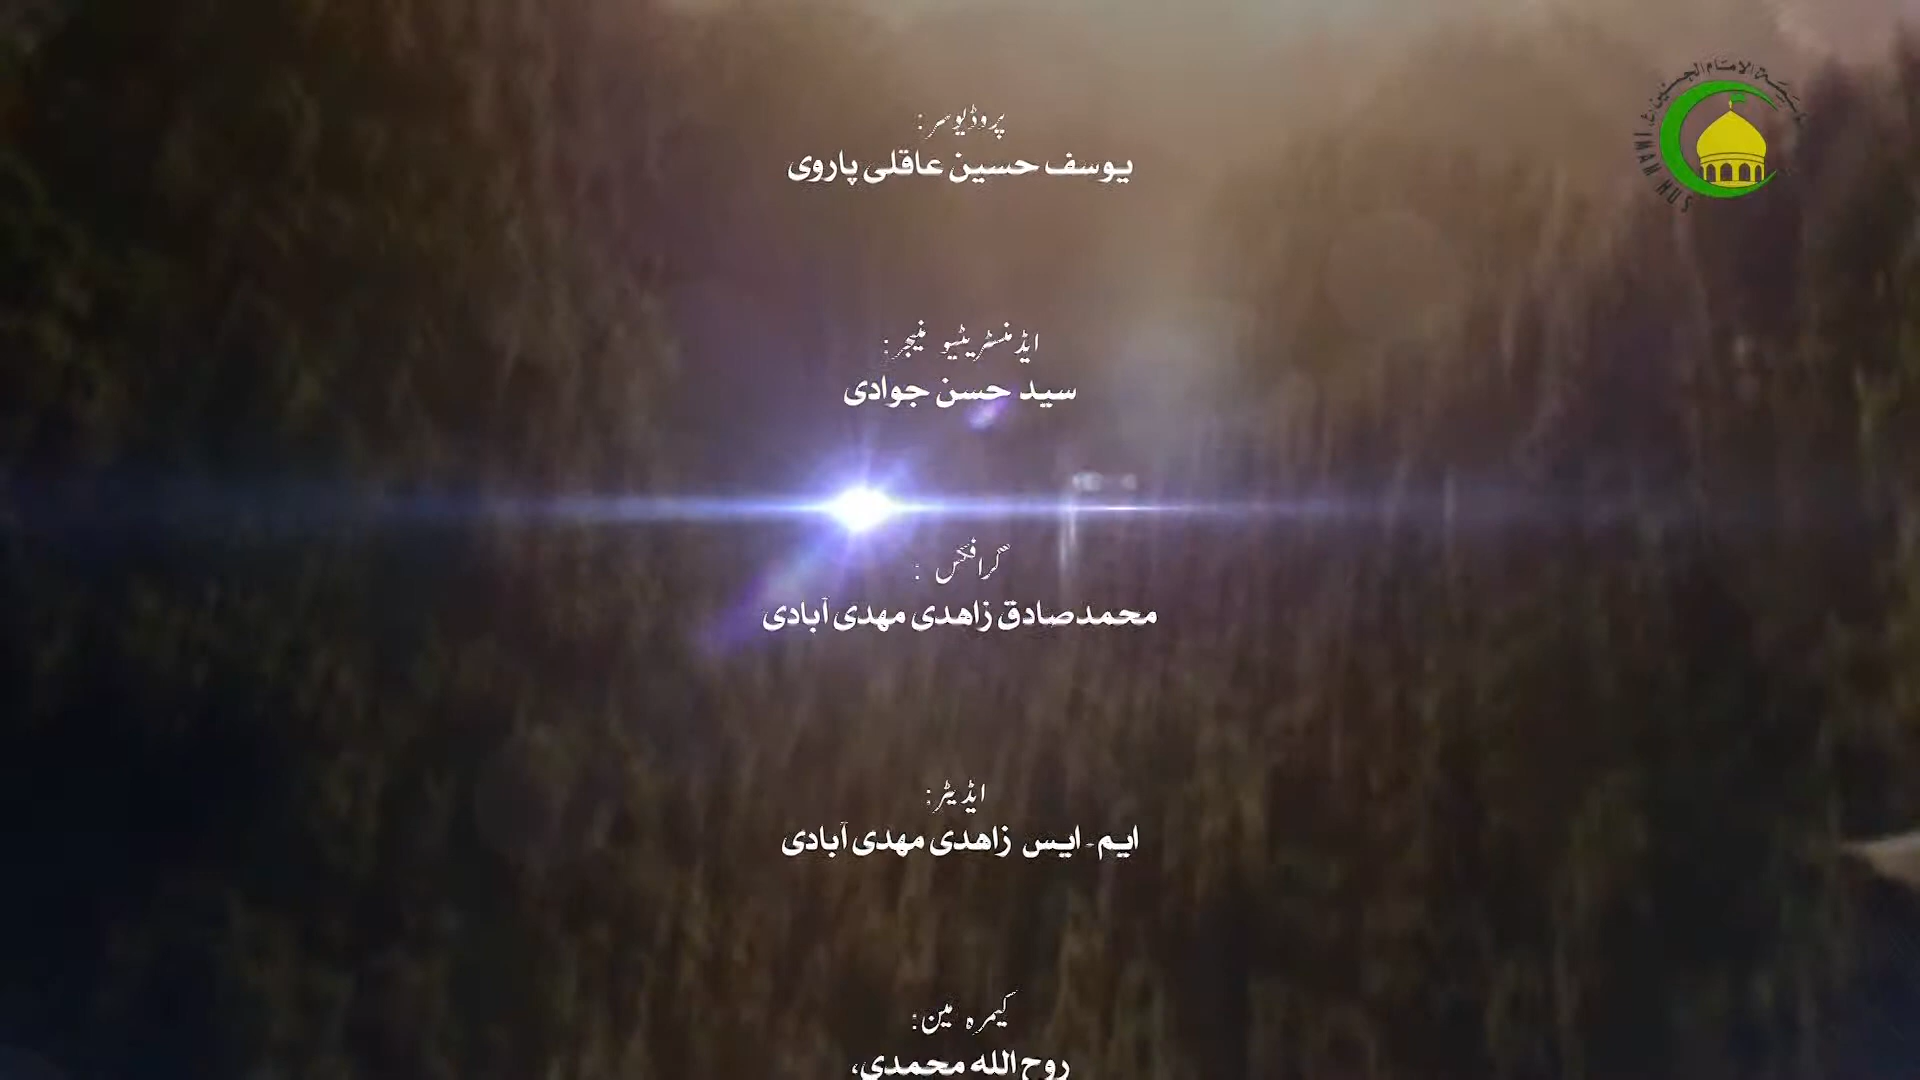 پروڈیوسر:
یوسف حسین عاقلی پاروی
ایڈمنسٹریٹیو منیجر:
سید حسن جوادی
گرافکس :
محمدصادق زاهدی مهدی آبادی
ایڈیٹر:
ایم۔ایس زاهدی مهدی آبادی
کیمرہ مین:
روح الله محمدی،